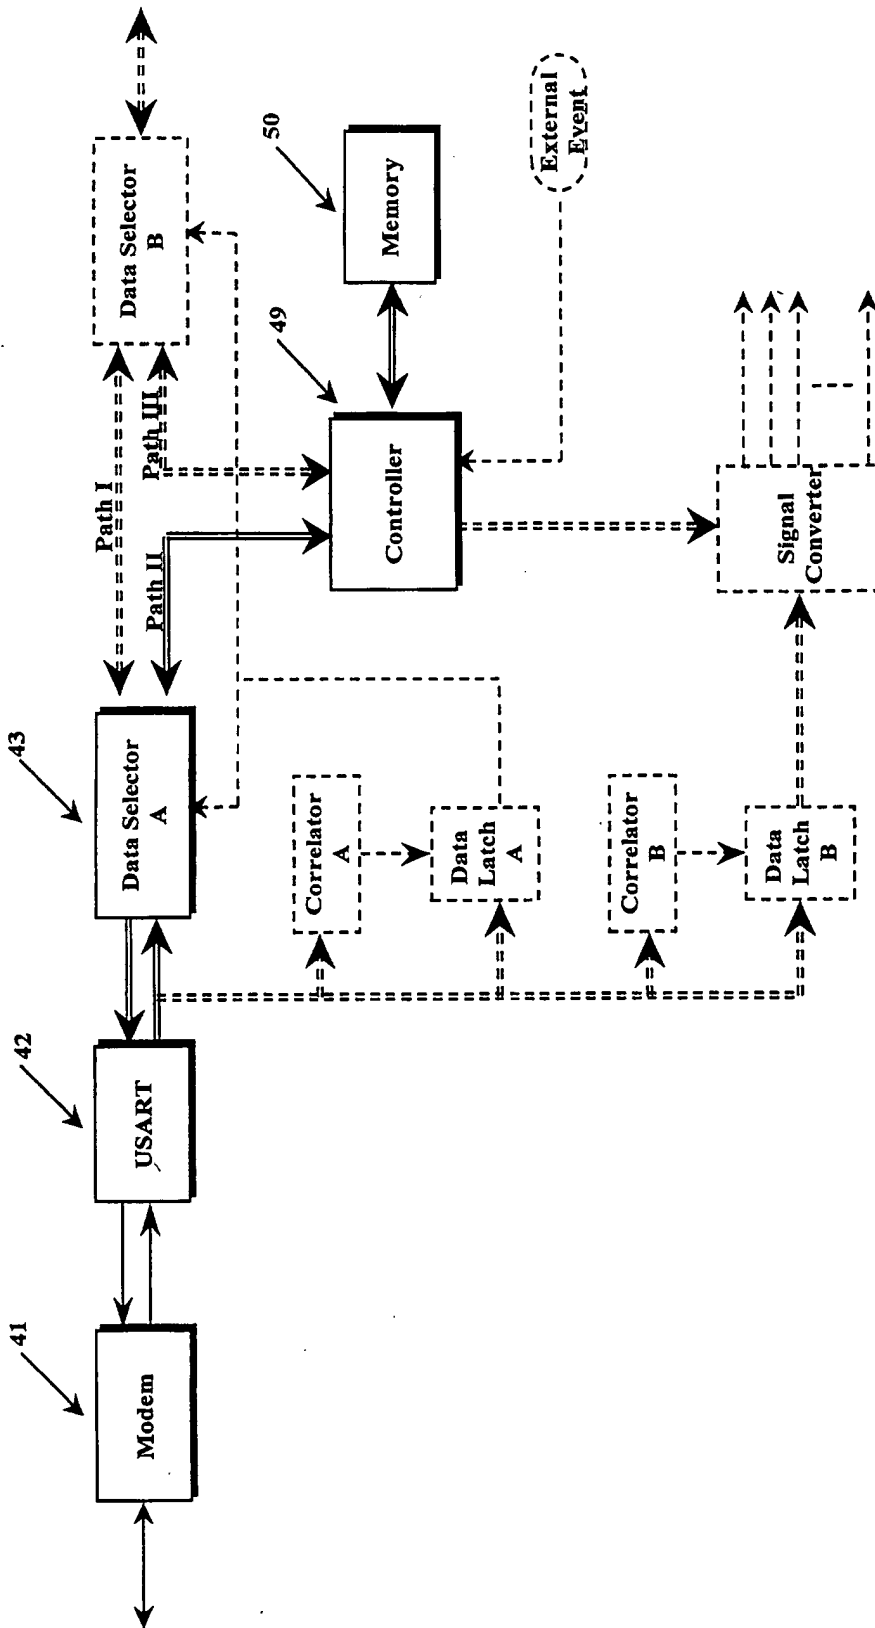 41
Modem
42
USART
43
Data Selector
A
Path I
Path II
Path III
Data Selector
B
49
Controller
50
Memory
External
Event
Correlator
A
Data
Latch
A
Correlator
B
Data
Latch
B
Signal
Converter